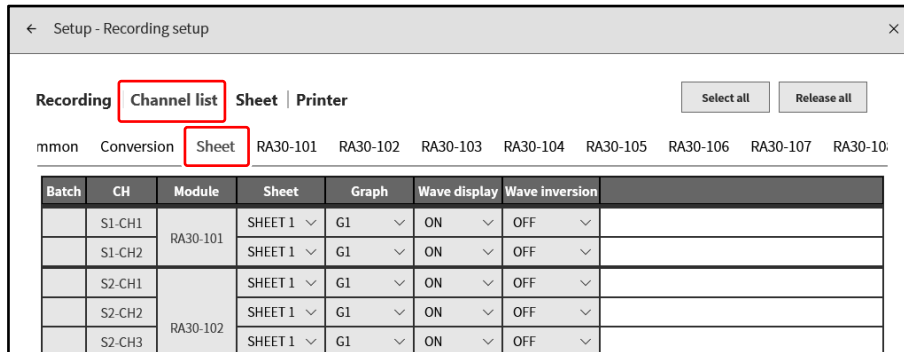 ← Setup - Recording setup ×
Recording | Channel list | Sheet | Printer Select all Release all
mmon Conversion Sheet RA30-101 RA30-102 RA30-103 RA30-104 RA30-105 RA30-106 RA30-107 RA30-10
Batch CH Module Sheet Graph Wave display Wave inversion
S1-CH1 RA30-101 SHEET 1 G1 ON OFF
S1-CH2 SHEET 1 G1 ON OFF
S2-CH1 SHEET 1 G1 ON OFF
S2-CH2 RA30-102 SHEET 1 G1 ON OFF
S2-CH3 SHEET 1 G1 ON OFF